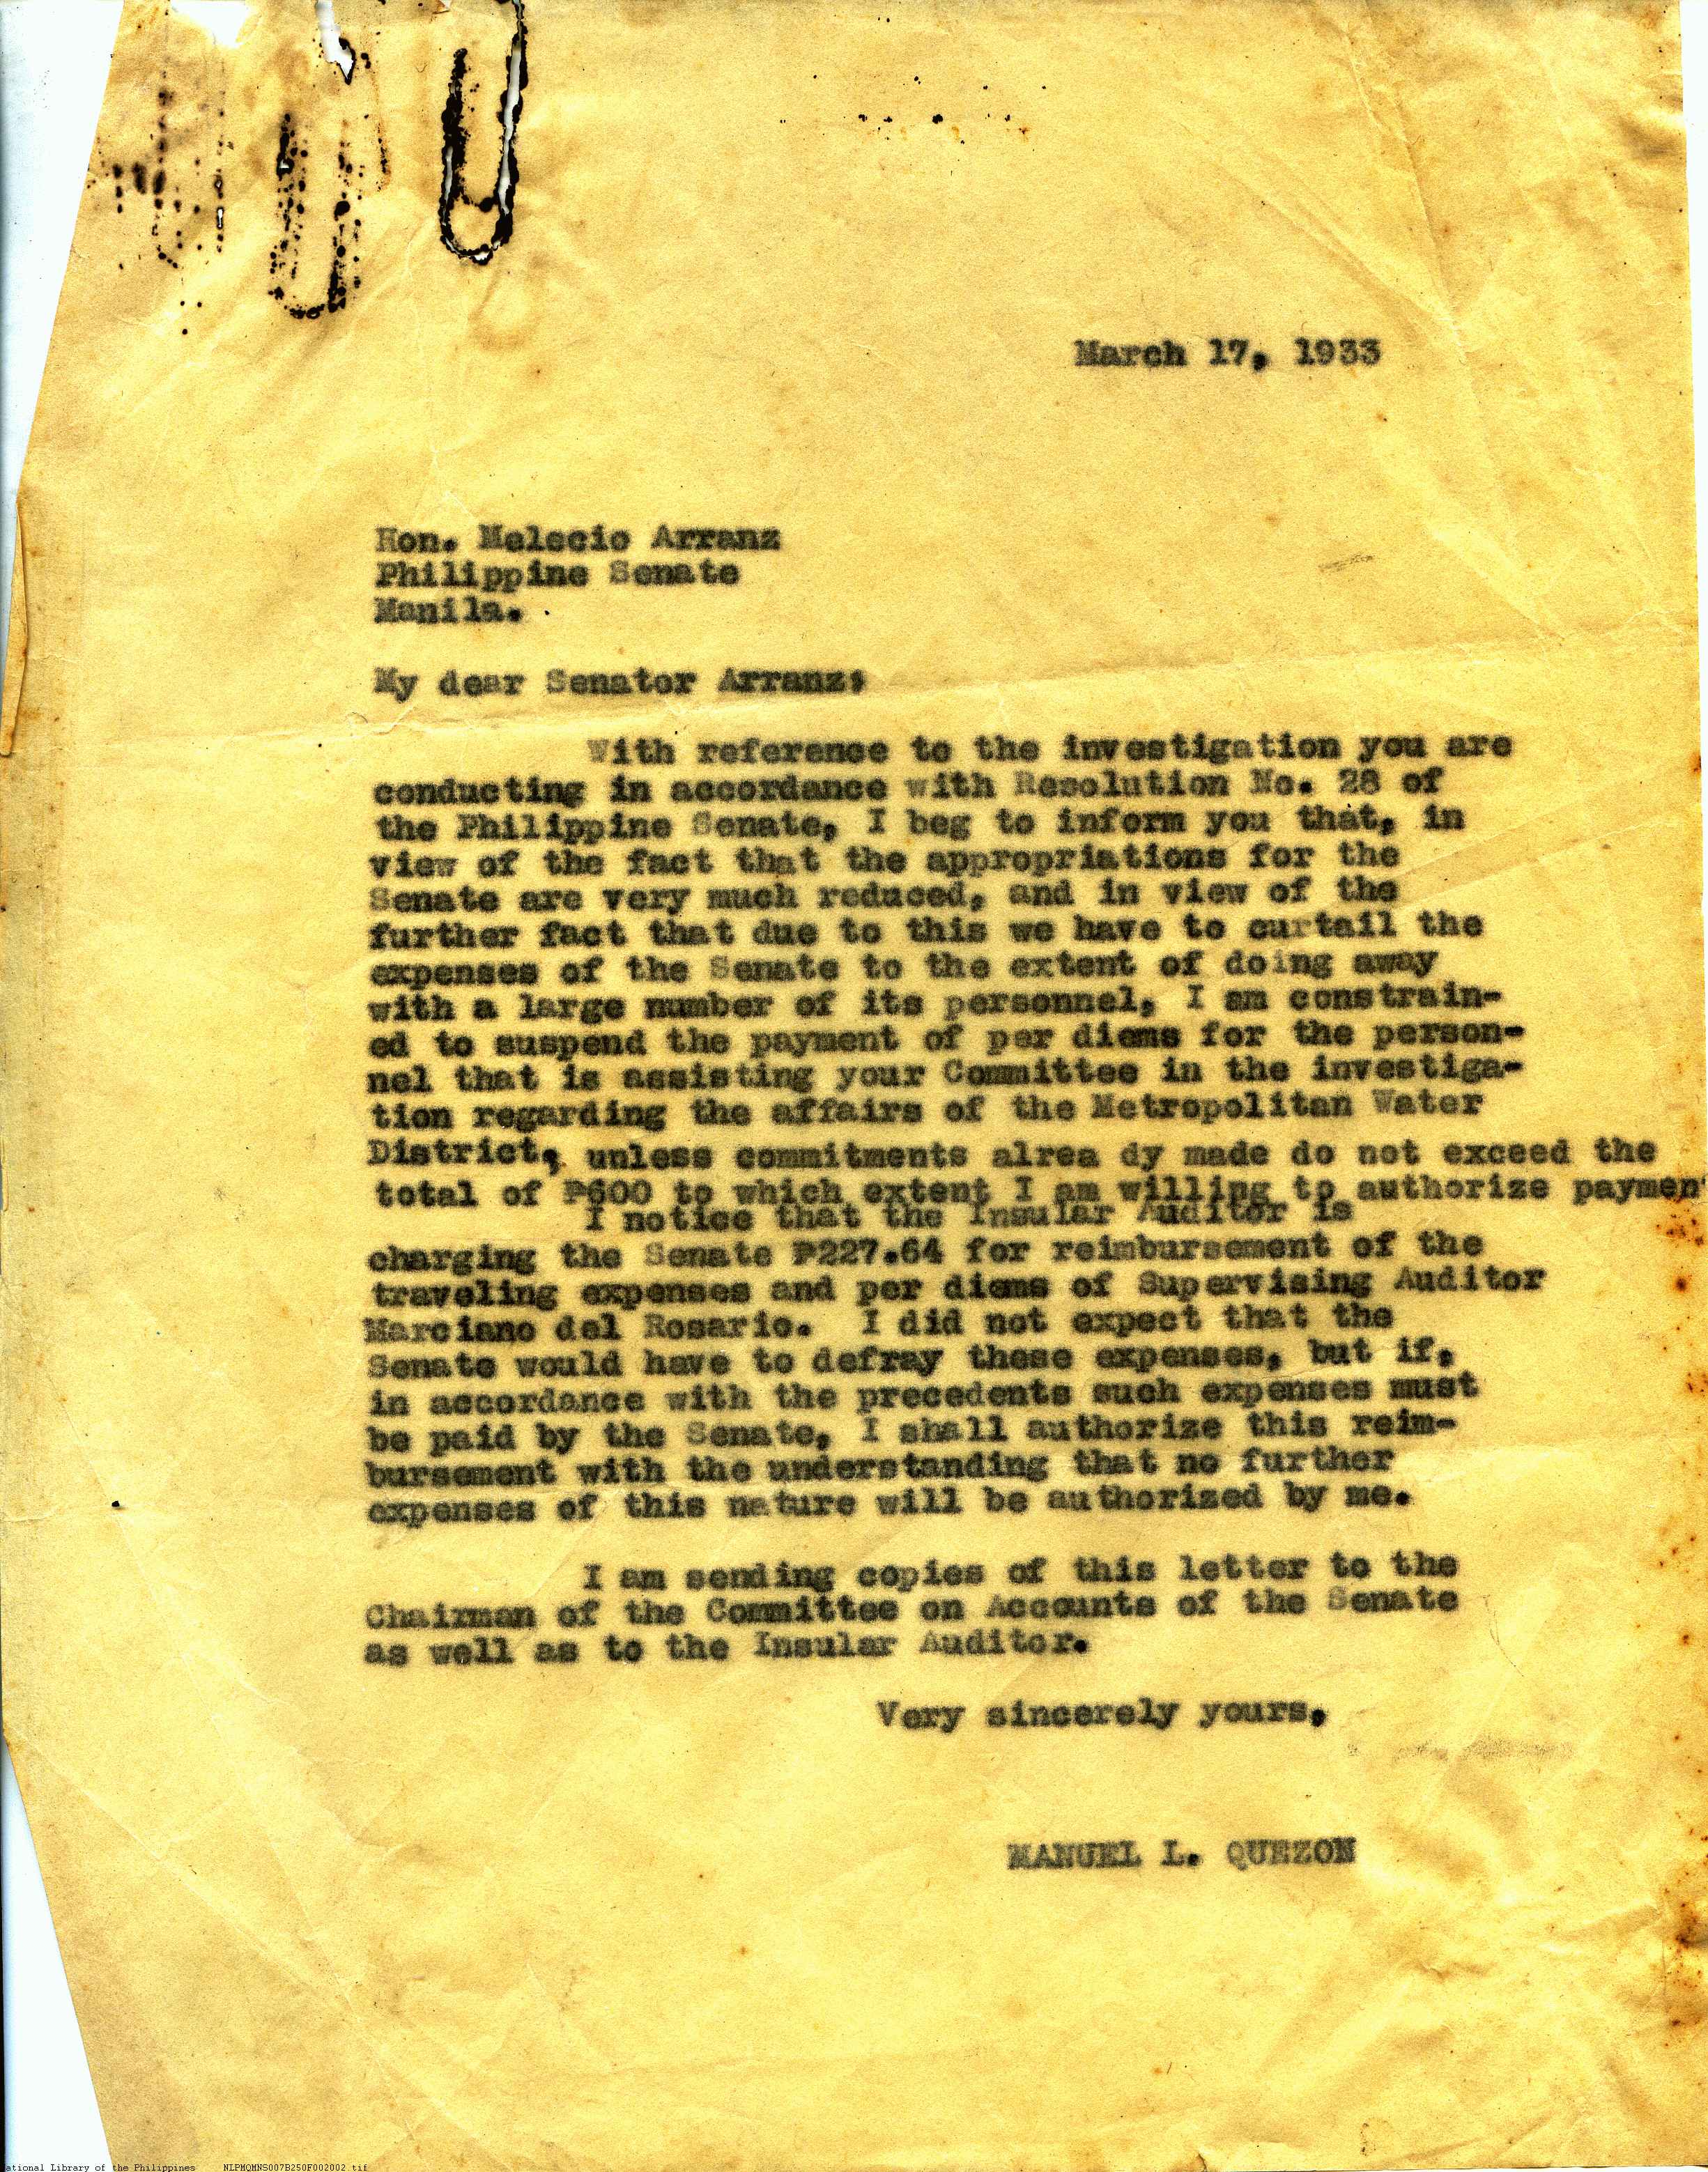 March 17, 1933
Hon. Melecio Arranz
Philippine Senate
Manila.
My dear Senator Arranz:
With reference to the investigation you are
conducting in accordance with Resolution No. 28 of
the Philippine Senate, I beg to inform you that, in
view of the fact that the appropriations for the
Senate are very much reduced, and in view of the
further fact that due to this we have to curtail the
expenses of the Senate to the extent of doing away
with a large number of its personnel, I am constrain-
ed to suspend the payment of per diems for the person-
nel that is assisting your Committee in the investiga-
tion regarding the affairs of the Metropolitan Water
District, unless commitments alrea dy made do not exceed the
total of ₱600 to which extent I am willing to authorize paymen
I notice that the Insular Auditor is
charging the Senate ₱227.64 for reimbursement of the
traveling expenses and per diems of Supervising Auditor
Marciano del Rosario. I did not expect that the
Senate would have to defray these expenses, but if,
in accordance with the precedents such expenses must
be paid by the Senate, I shall authorize this reim-
bursement with the understanding that no further
expenses of this nature will be authorized by me.
I am sending copies of this letter to the
Chairman of the Committee on Accounts of the Senate
as well as to the Insular Auditor.
Very sincerely yours,
MANUEL L. QUEZON
ational Library of the Philippines NLPMQMNS007B250F002002.tif